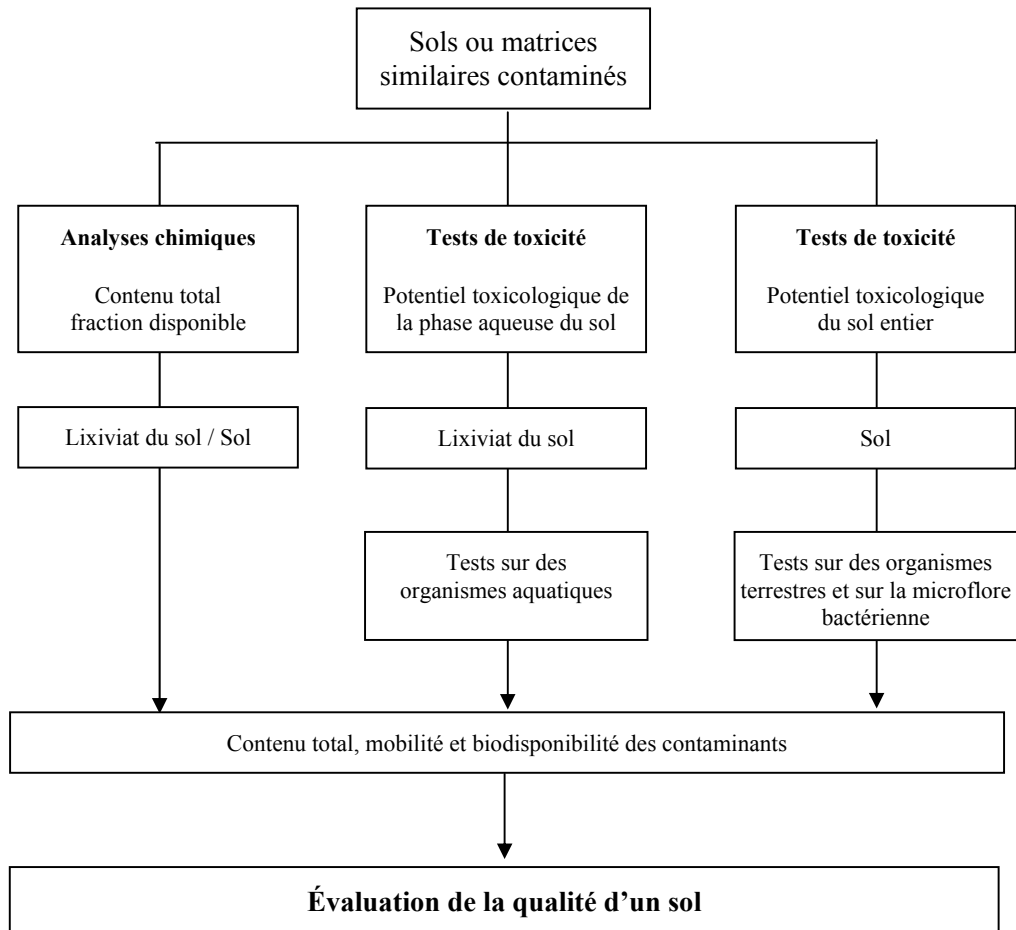 Sols ou matrices
similaires contaminés
Analyses chimiques
Contenu total
fraction disponible
Tests de toxicité
Potentiel toxicologique de
la phase aqueuse du sol
Tests de toxicité
Potentiel toxicologique
du sol entier
Lixiviat du sol / Sol
Lixiviat du sol
Sol
Tests sur des
organismes aquatiques
Tests sur des organismes
terrestres et sur la microflore
bactérienne
Contenu total, mobilité et biodisponibilité des contaminants
Évaluation de la qualité d’un sol